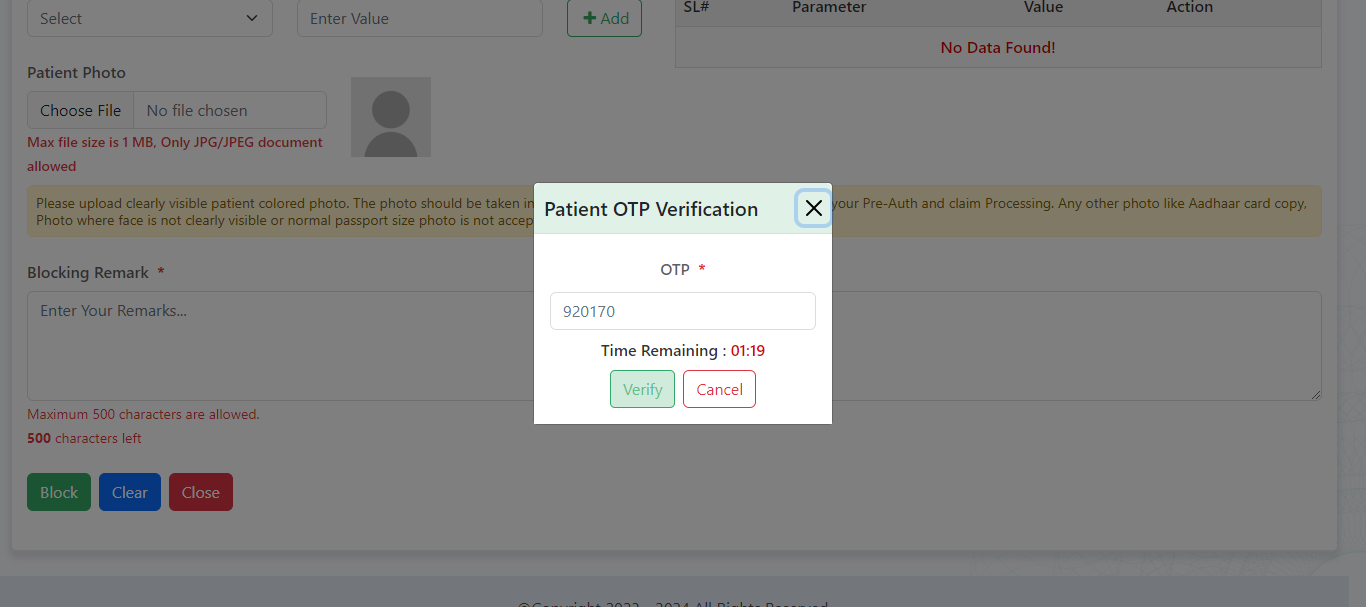 Select
Enter Value
Add
SL# Parameter Value Action
No Data Found!
Patient Photo
Choose File No file chosen
Max file size is 1 MB, Only JPG/JPEG document
allowed
Please upload clearly visible patient colored photo. The photo should be taken in
your Pre-Auth and claim Processing. Any other photo like Aadhaar card copy,
Photo where face is not clearly visible or normal passport size photo is not accep
Patient OTP Verification
OTP *
920170
Time Remaining : 01:19
Verify Cancel
Blocking Remark *
Enter Your Remarks...
Maximum 500 characters are allowed.
500 characters left
Block Clear Close
©Copyright 2023 - 2024 All Rights Reserved